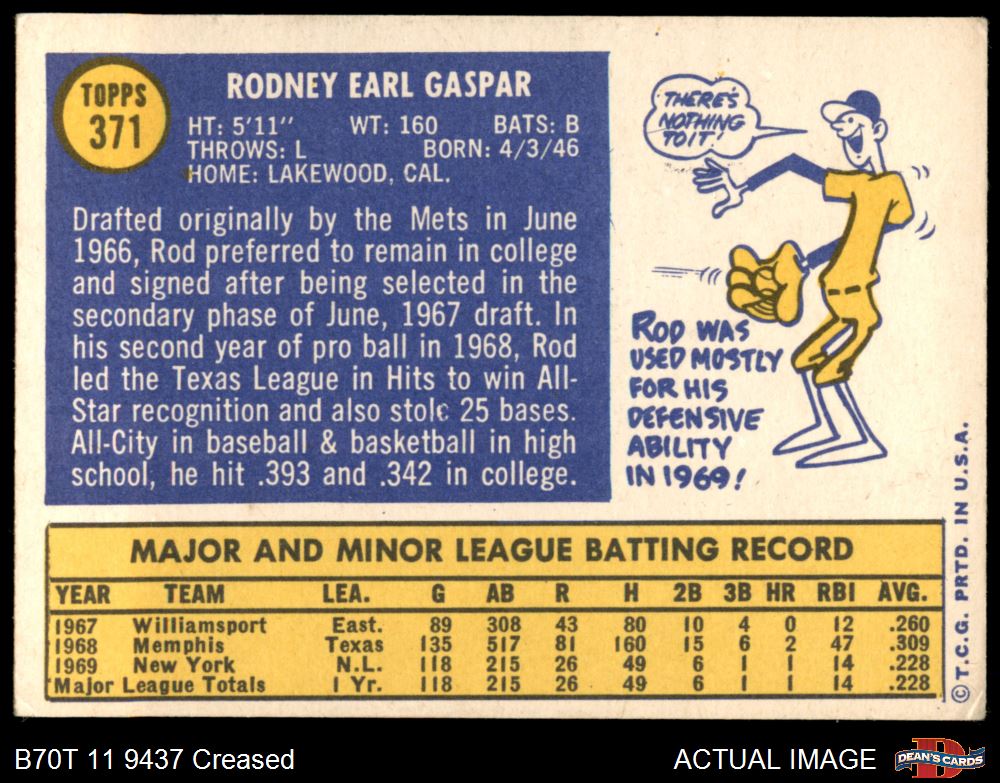 TOPPS
371
RODNEY EARL GASPAR
HT: 5'11" WT: 160 BATS: B
THROWS: L BORN: 4/3/46
HOME: LAKEWOOD, CAL.
Drafted originally by the Mets in June
1966, Rod preferred to remain in college
and signed after being selected in the
secondary phase of June, 1967 draft. In
his second year of pro ball in 1968, Rod
led the Texas League in Hits to win All-
Star recognition and also stole 25 bases.
All-City in baseball & basketball in high
school, he hit .393 and .342 in college.
THERE'S
NOTHING
TO IT!
ROD WAS
USED MOSTLY
FOR HIS
DEFENSIVE
ABILITY
IN 1969!
MAJOR AND MINOR LEAGUE BATTING RECORD
YEAR TEAM LEA. G AB R H 2B 3B HR RBI AVG.
1967 Williamsport East. 89 308 43 80 10 4 0 12 .260
1968 Memphis Texas 135 517 81 160 15 6 2 47 .309
1969 New York N.L. 118 215 26 49 6 1 1 14 .228
Major League Totals 1 Yr. 118 215 26 49 6 1 1 14 .228
© T.C.G. PRTD. IN U.S.A.
B70T 11 9437 Creased
ACTUAL IMAGE
D
DEAN'S CARDS